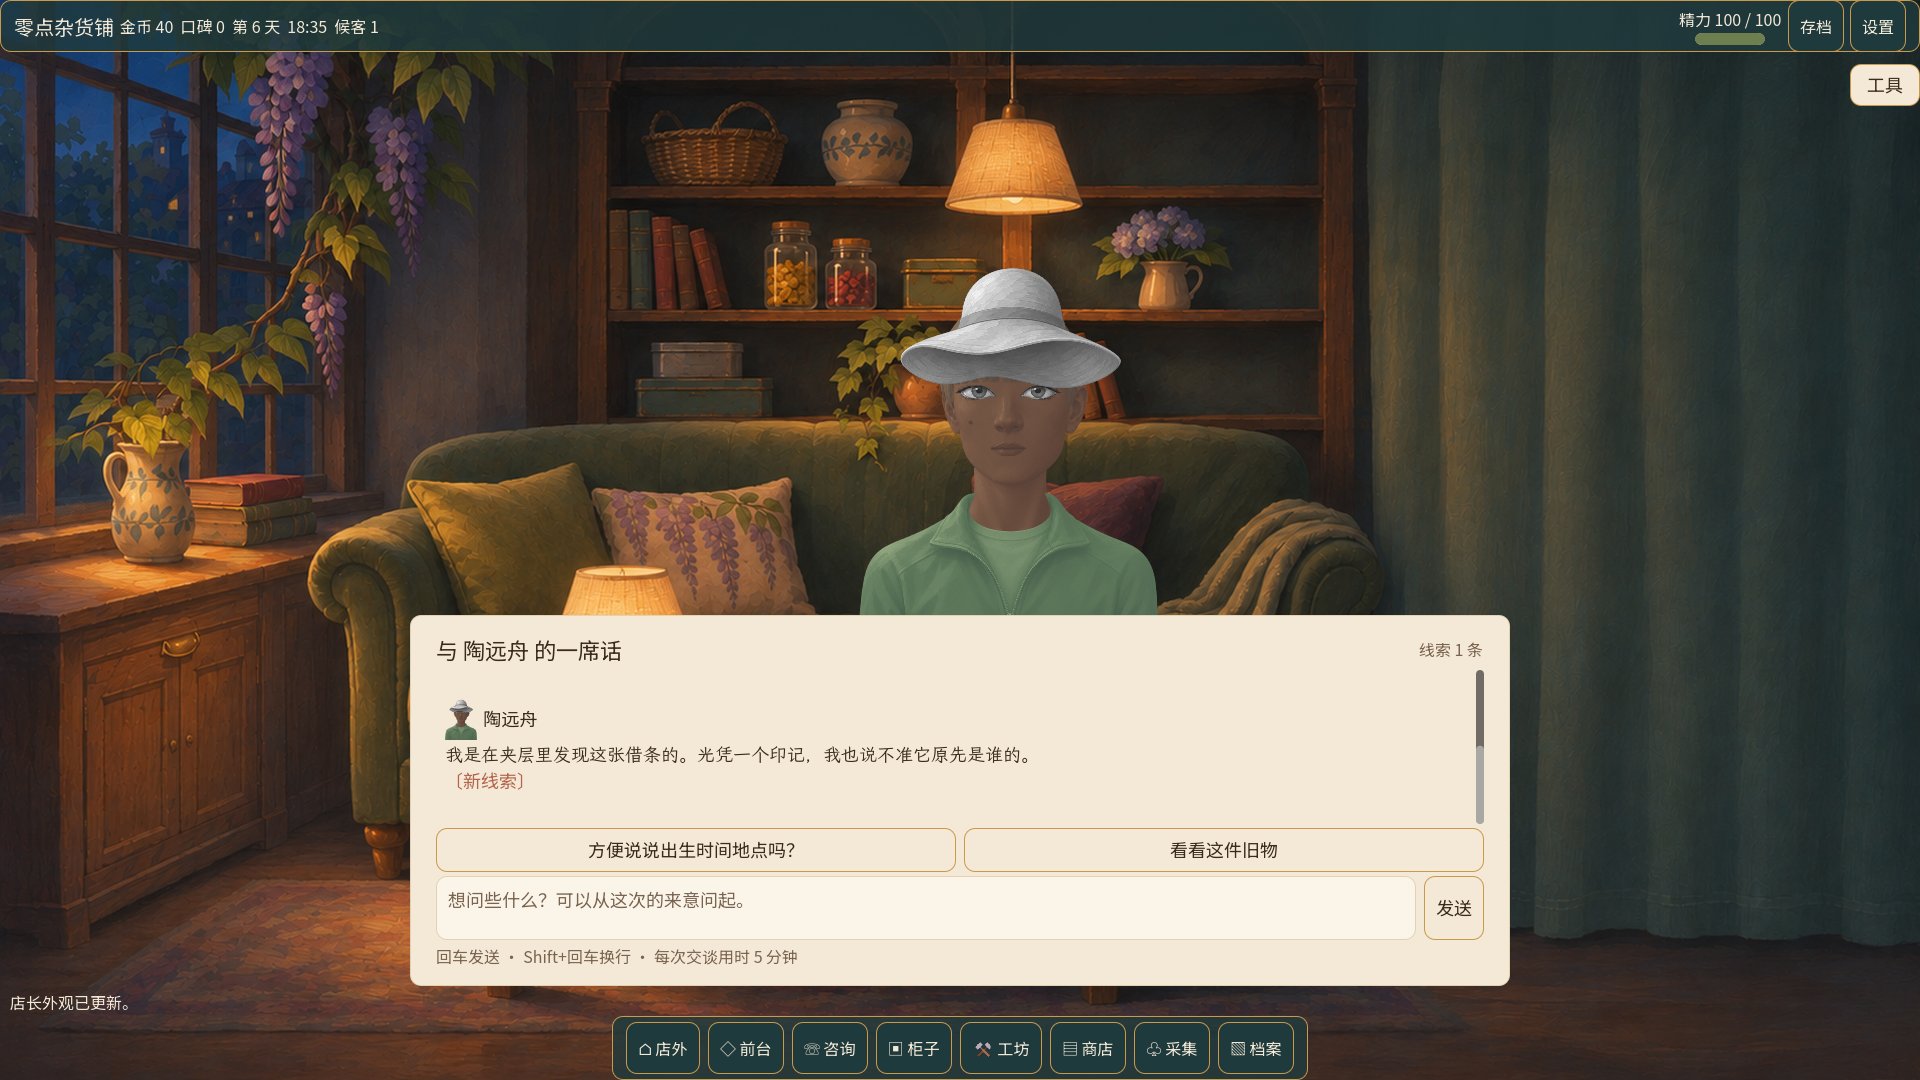 零点杂货铺 金币 40 口碑 0 第 6 天 18:35 候客 1
精力 100 / 100
存档
设置
工具
与 陶远舟 的一席话
线索 1 条
陶远舟
我是在夹层里发现这张借条的。光凭一个印记，我也说不准它原先是谁的。
〔新线索〕
方便说说出生时间地点吗？
看看这件旧物
想问些什么？可以从这次的来意问起。
发送
回车发送 · Shift+回车换行 · 每次交谈用时 5 分钟
店长外观已更新。
店外
前台
咨询
柜子
工坊
商店
采集
档案